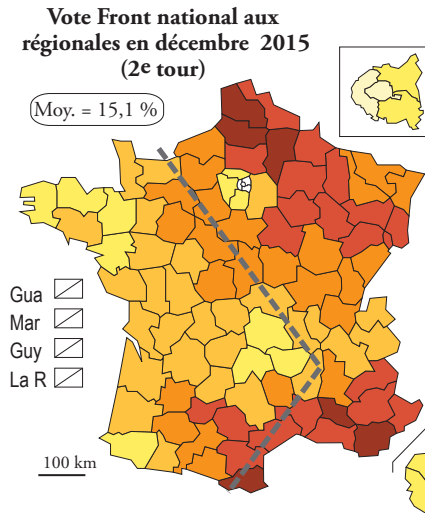 Vote Front national aux
régionales en décembre 2015
(2e tour)
Moy. = 15,1 %
Gua
Mar
Guy
La R
100 km